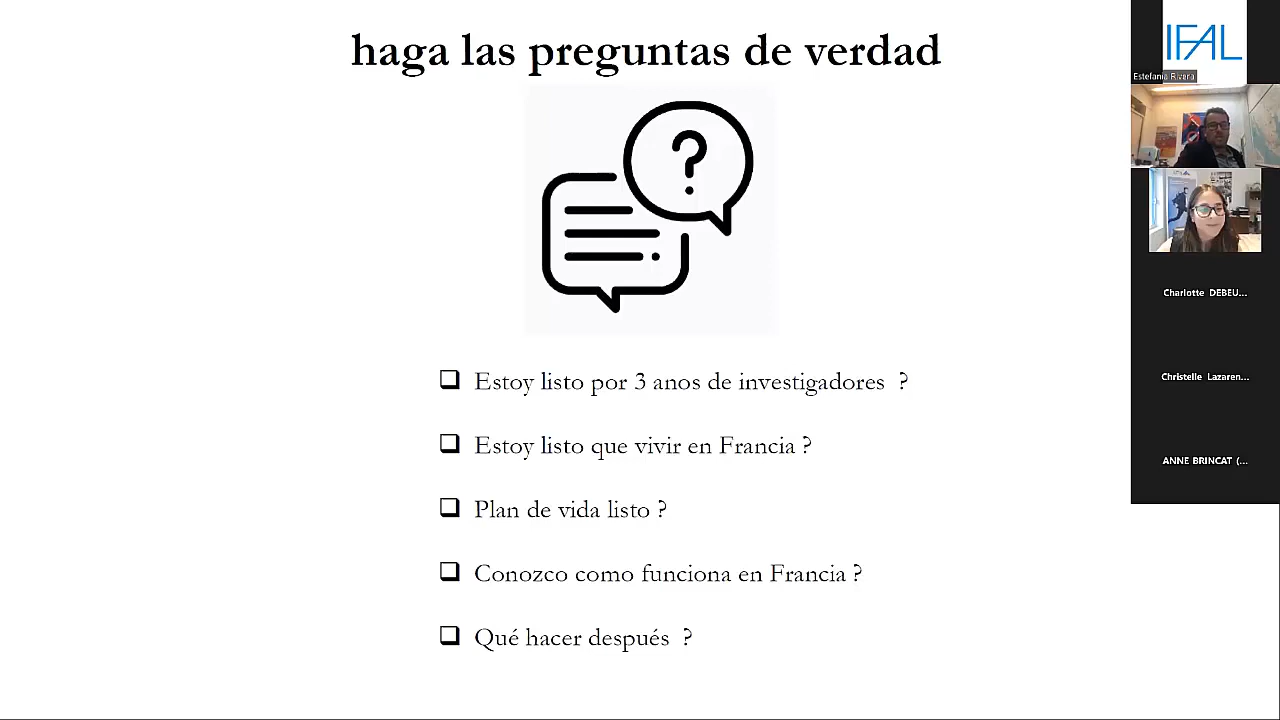 haga las preguntas de verdad
Estoy listo por 3 anos de investigadores ?
Estoy listo que vivir en Francia ?
Plan de vida listo ?
Conozco como funciona en Francia ?
Qué hacer después ?
IFAL
Estefania Rivera
Charlotte DEBEU...
Christelle Lazaren...
ANNE BRINCAT (...